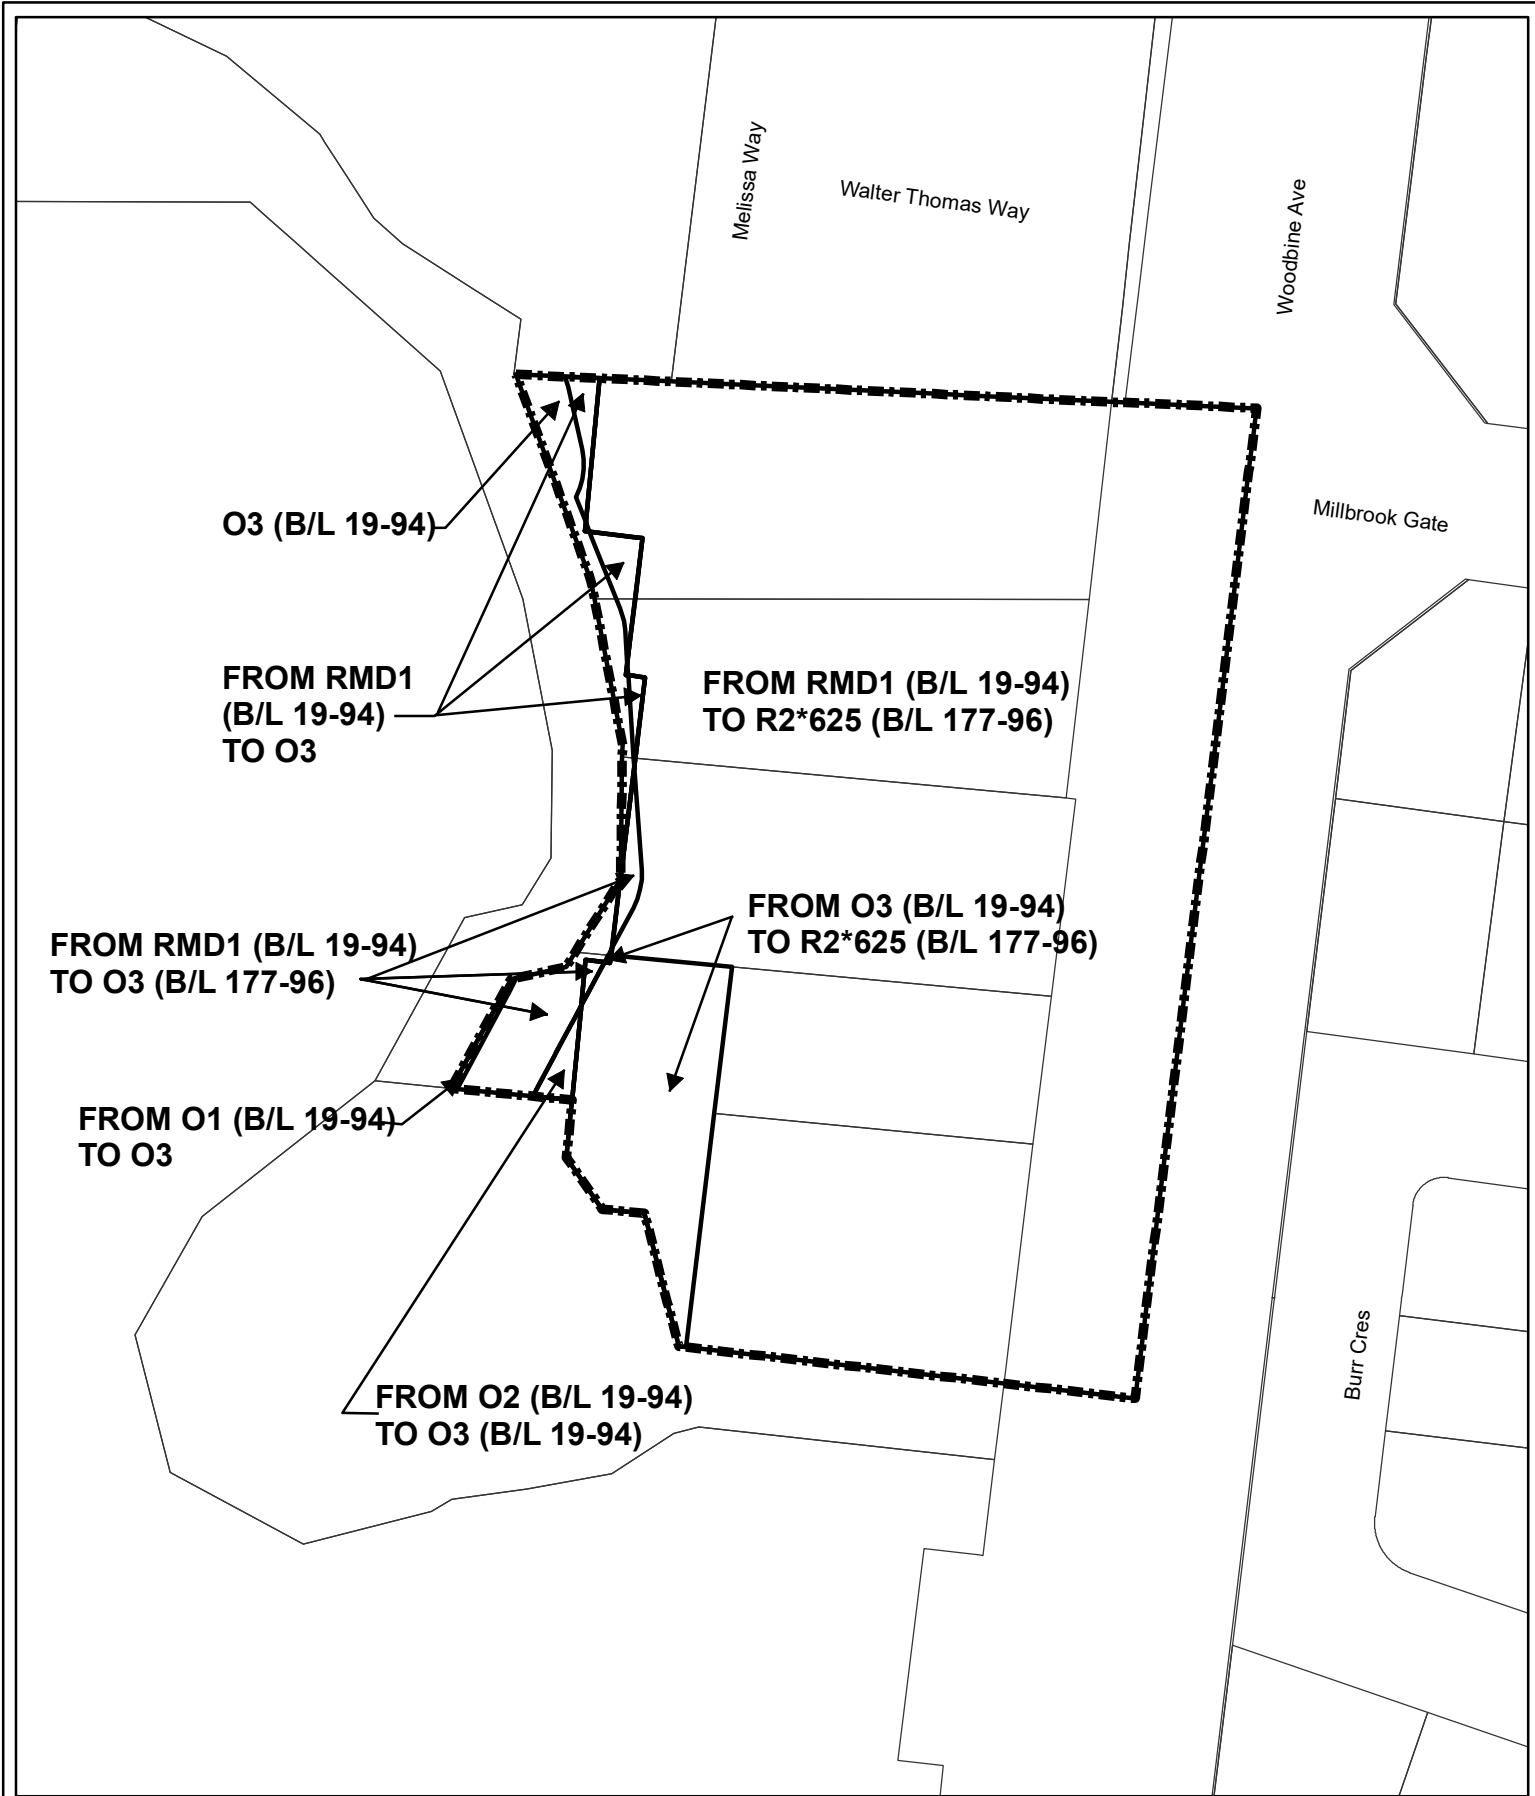 Melissa Way
Walter Thomas Way
Woodbine Ave
O3 (B/L 19-94)
Millbrook Gate
FROM RMD1
(B/L 19-94)
TO O3
FROM RMD1 (B/L 19-94)
TO R2*625 (B/L 177-96)
FROM O3 (B/L 19-94)
TO R2*625 (B/L 177-96)
FROM RMD1 (B/L 19-94)
TO O3 (B/L 177-96)
FROM O1 (B/L 19-94)
TO O3
Burr Cres
FROM O2 (B/L 19-94)
TO O3 (B/L 19-94)